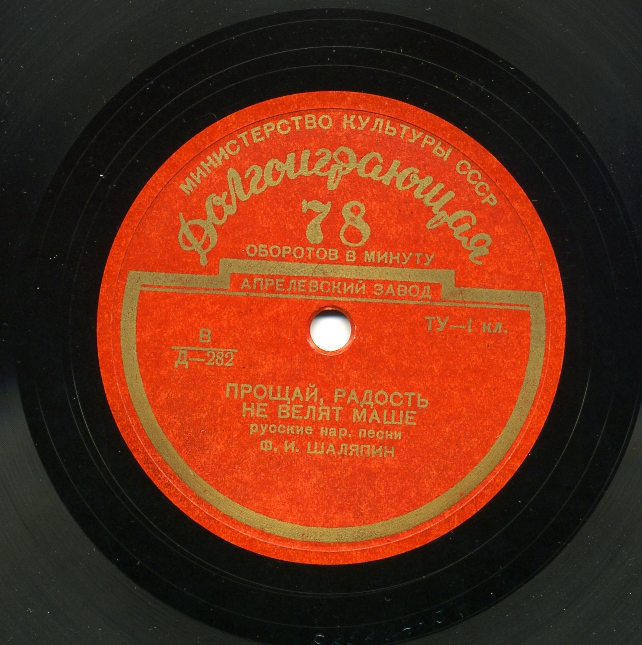 МИНИСТЕРСТВО КУЛЬТУРЫ СССР
Долгоиграющая
78
ОБОРОТОВ В МИНУТУ
АПРЕЛЕВСКИЙ ЗАВОД
ТУ—1 кл.
В
Д—282
ПРОЩАЙ, РАДОСТЬ
НЕ ВЕЛЯТ МАШЕ
русские нар. песни
Ф. И. ШАЛЯПИН